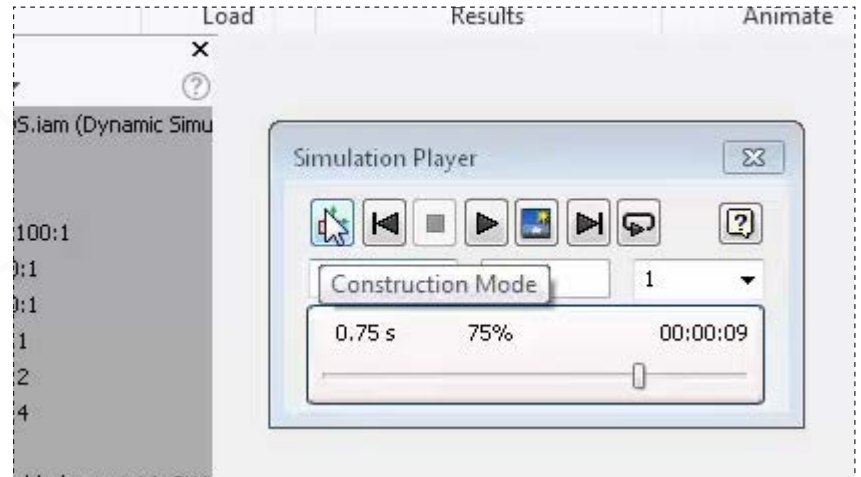 Load Results Animate
S.iam (Dynamic Simu
Simulation Player
100:1
:1
:1
1
Construction Mode
1
2
0.75 s 75% 00:00:09
4